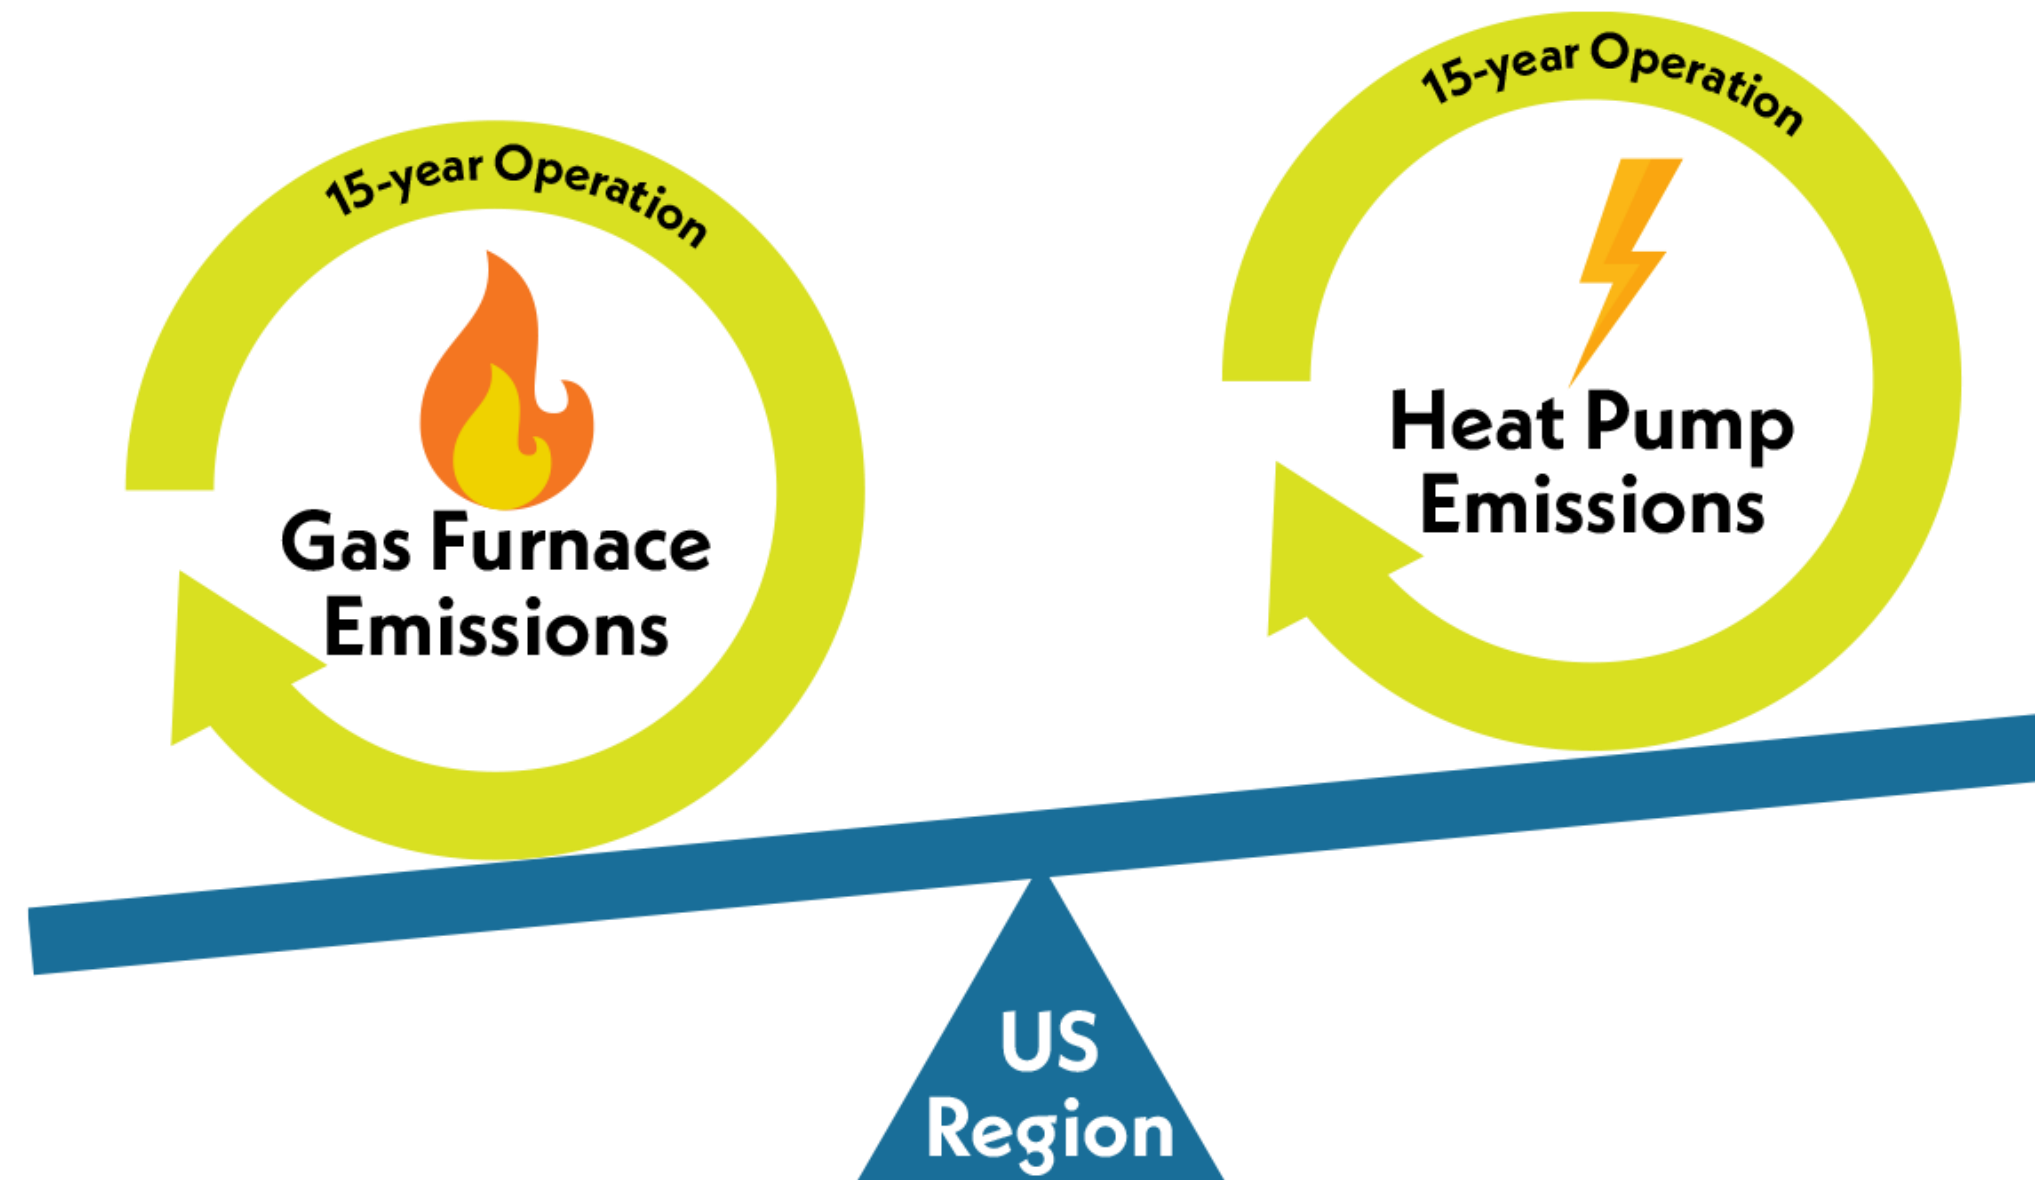 15-year Operation
Gas Furnace
Emissions
15-year Operation
Heat Pump
Emissions
US
Region